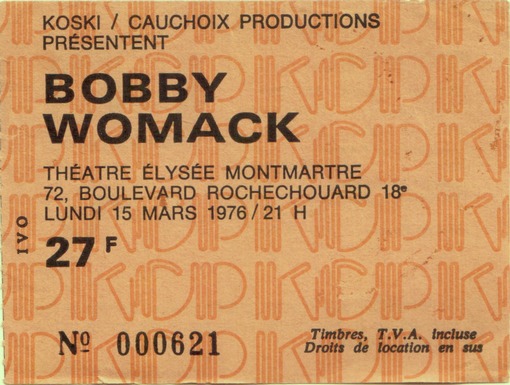 KOSKI / CAUCHOIX PRODUCTIONS
PRÉSENTENT
BOBBY
WOMACK
THÉATRE ÉLYSÉE MONTMARTRE
72, BOULEVARD ROCHECHOUARD 18e
LUNDI 15 MARS 1976 / 21 H
27 F
IVO
Nº 000621
Timbres, T.V.A. incluse
Droits de location en sus